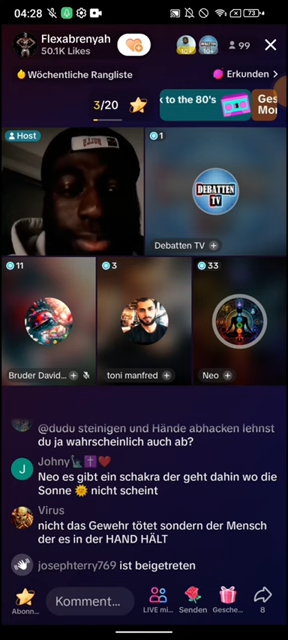 04:28
73
Flexabrenyah
50.1K Likes
99
Wöchentliche Rangliste
Erkunden >
3/20
k to the 80's
Ges
Mor
Host
1
DEBATTEN
TV
Debatten TV
11
3
33
Bruder David...
toni manfred
Neo
@dudu steinigen und Hände abhacken lehnst
du ja wahrscheinlich auch ab?
Johny🗽✝️❤️
Neo es gibt ein schakra der geht dahin wo die
Sonne 🌞 nicht scheint
Virus
nicht das Gewehr tötet sondern der Mensch
der es in der HAND HÄLT
josephterry769 ist beigetreten
Komment...
Abonn...
LIVE mi...
Senden
Gesche...
8